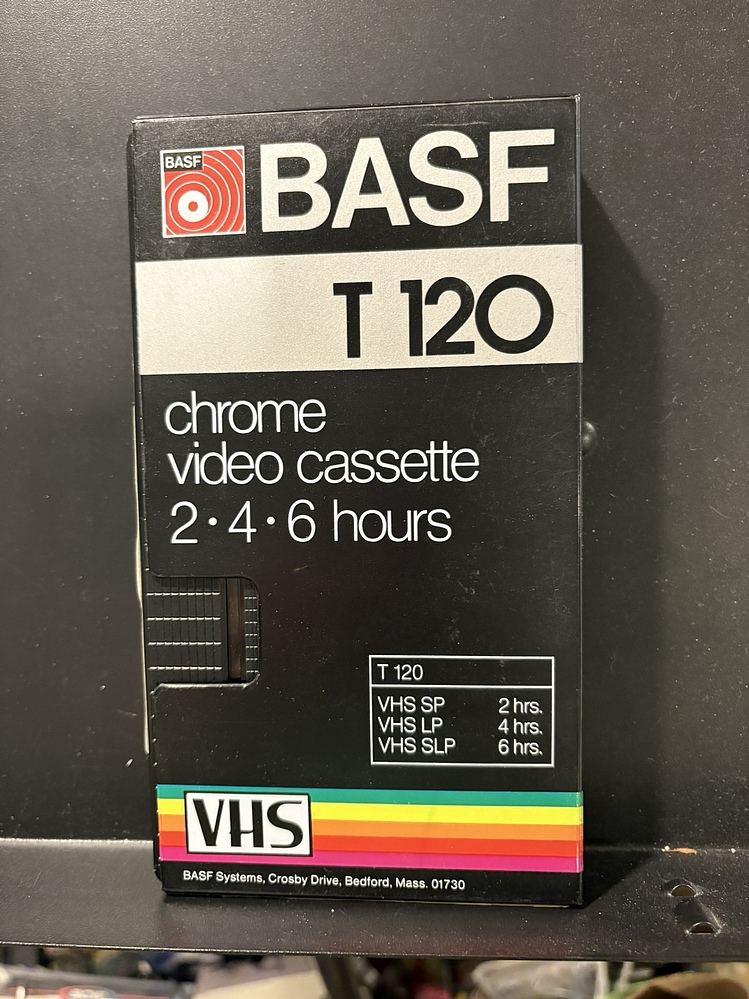 BASF
BASF
T 120
chrome
video cassette
2·4·6 hours
T 120
VHS SP 2 hrs.
VHS LP 4 hrs.
VHS SLP 6 hrs.
VHS
BASF Systems, Crosby Drive, Bedford, Mass. 01730